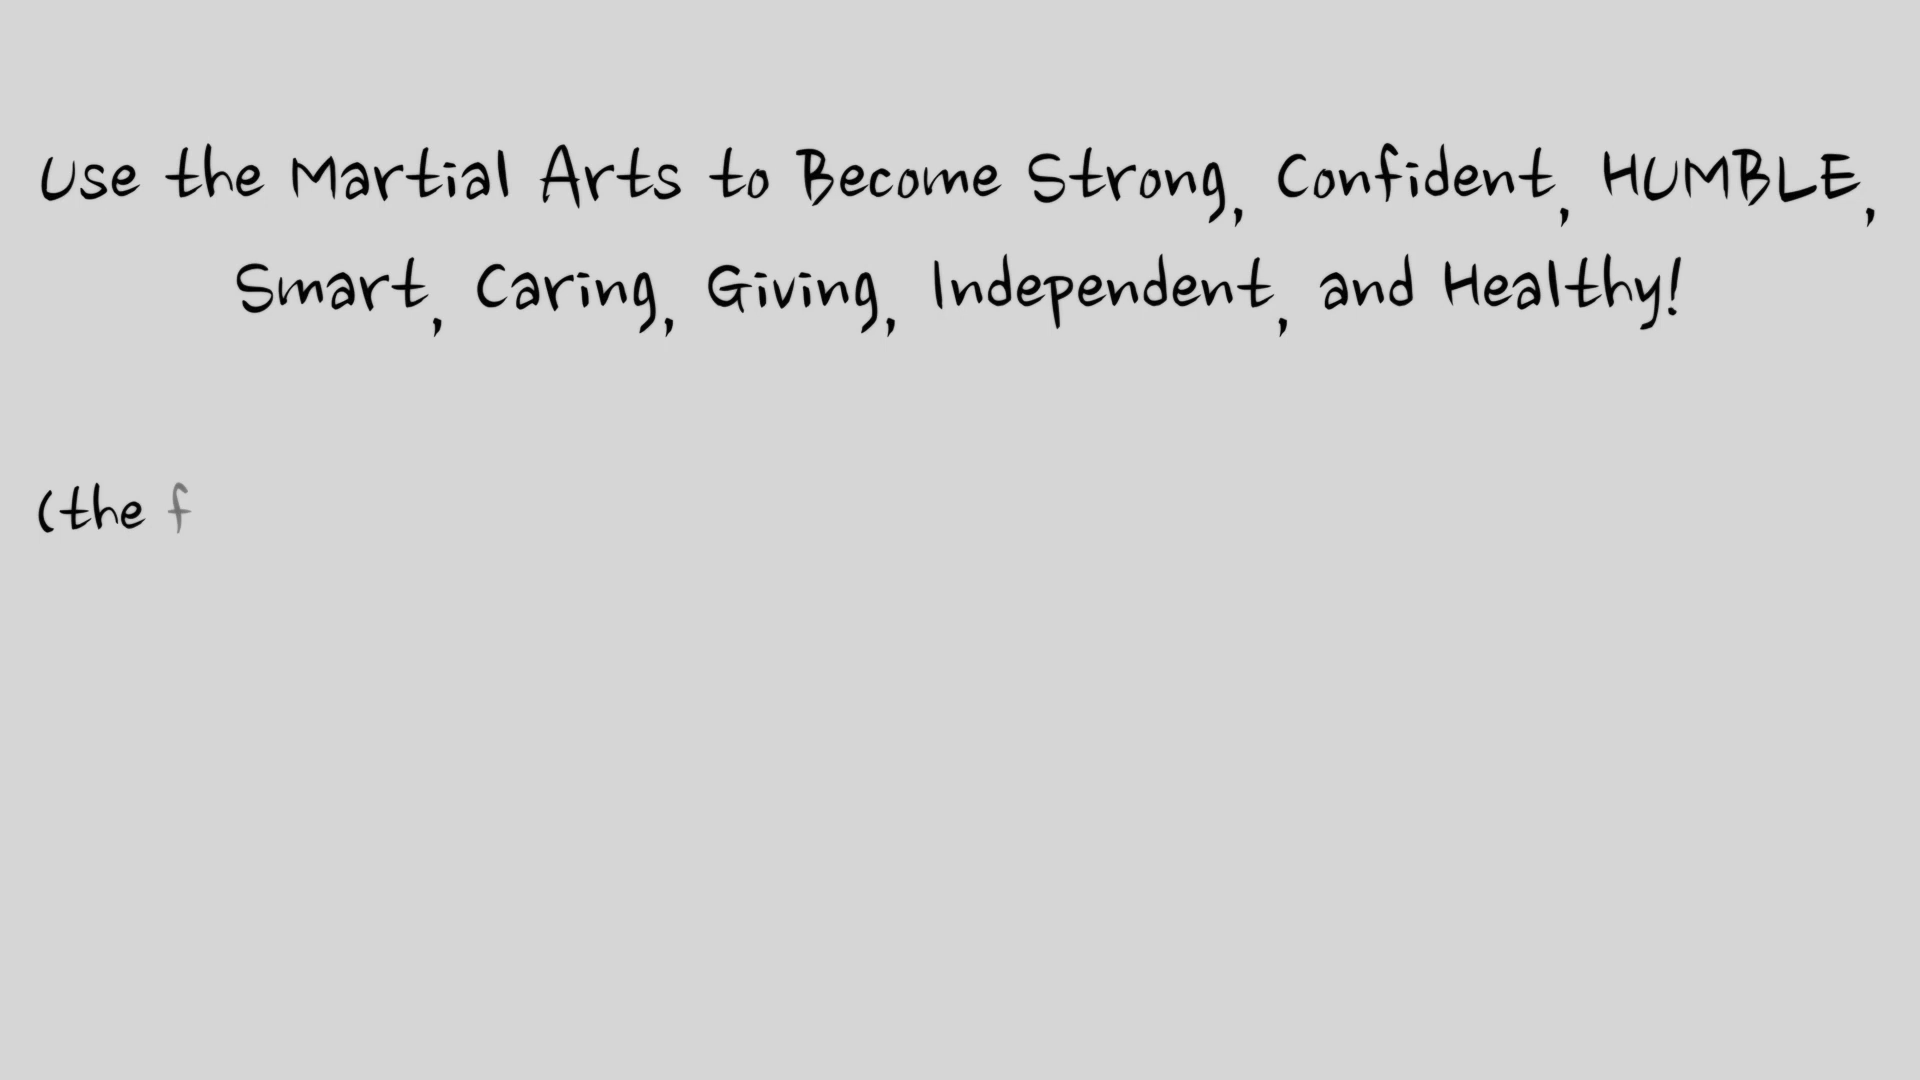 Use the Martial Arts to Become Strong, Confident, HUMBLE,
Smart, Caring, Giving, Independent, and Healthy!
(the f